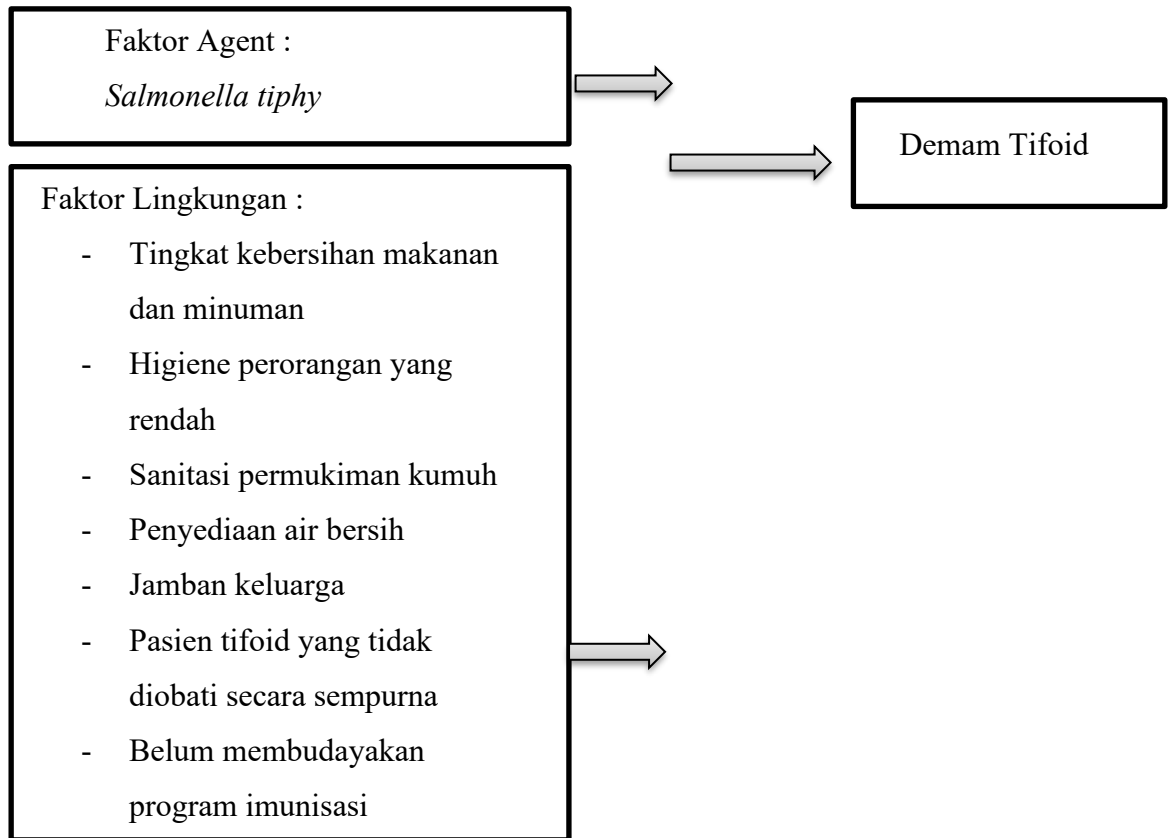 Faktor Agent :
Salmonella tiphy
Demam Tifoid
Faktor Lingkungan :
- Tingkat kebersihan makanan
dan minuman
- Higiene perorangan yang
rendah
- Sanitasi permukiman kumuh
- Penyediaan air bersih
- Jamban keluarga
- Pasien tifoid yang tidak
diobati secara sempurna
- Belum membudayakan
program imunisasi